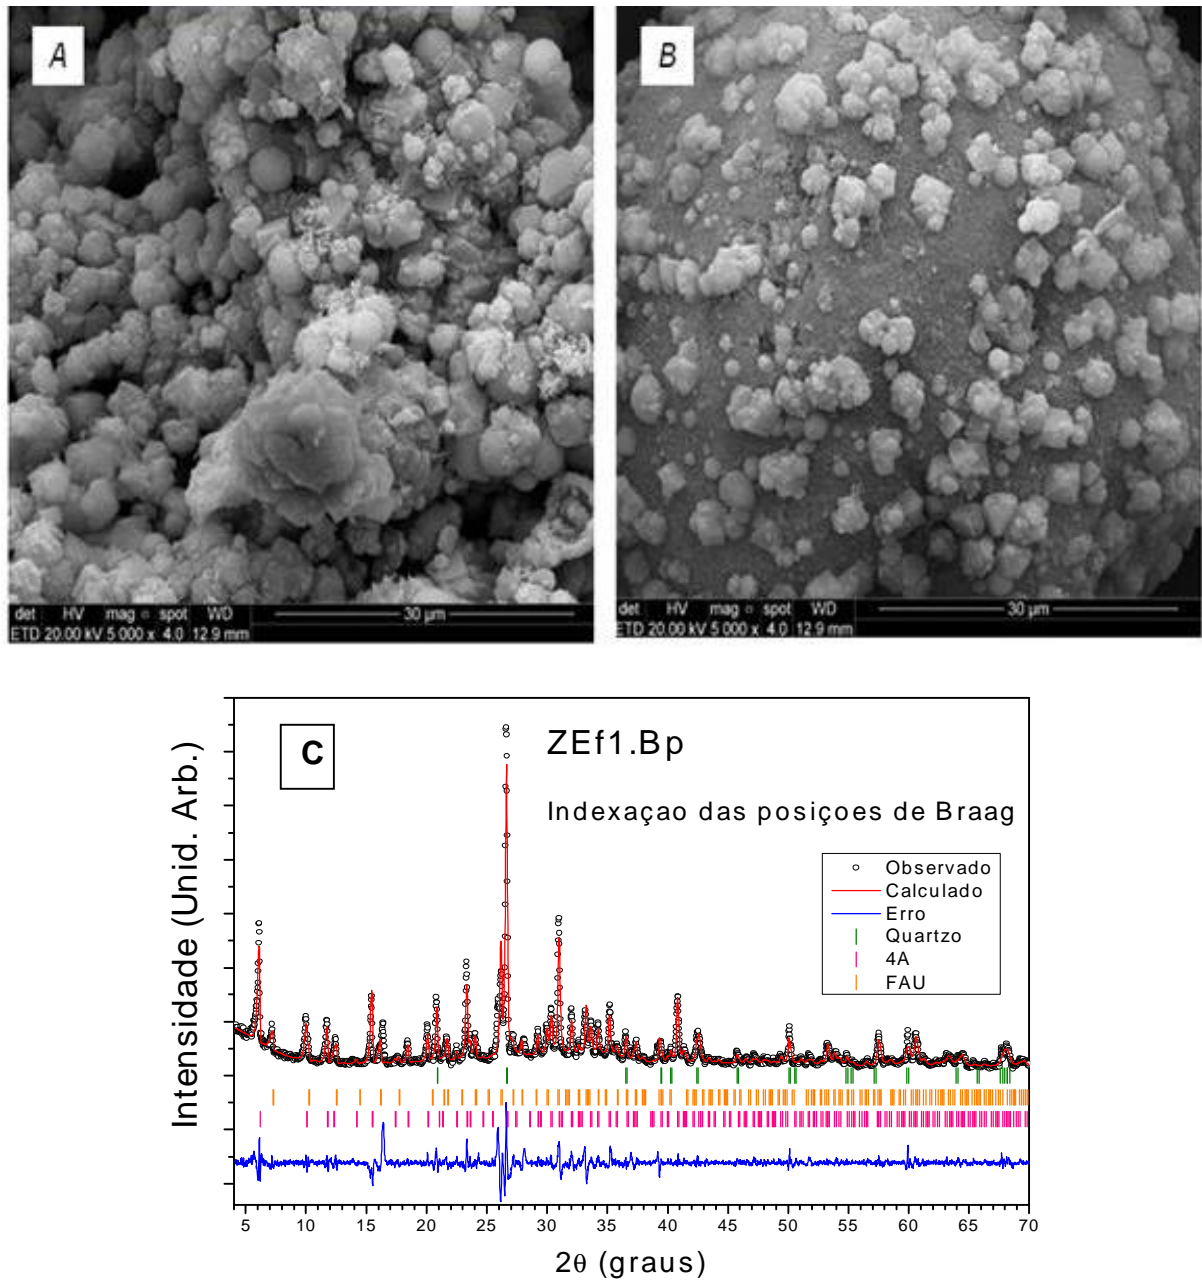 A
B
det HV mag spot WD
30 µm
ETD 20.00 kV 5 000 x 4.0 12.9 mm
det HV mag spot WD
30 µm
ETD 20.00 kV 5 000 x 4.0 12.9 mm
C
ZEf1.Bp
Indexaçao das posiçoes de Braag
Observado
Calculado
Erro
Quartzo
4A
FAU
Intensidade (Unid. Arb.)
5 10 15 20 25 30 35 40 45 50 55 60 65 70
2θ (graus)